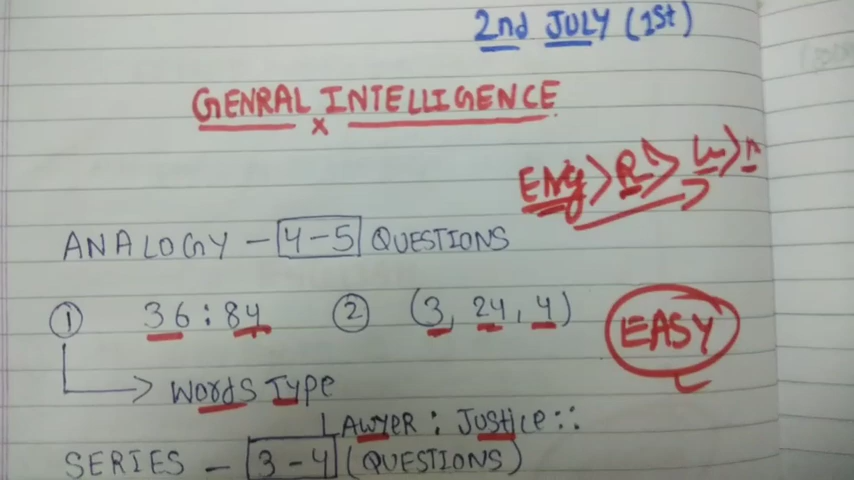 2nd JULY (1st)
GENRAL INTELLIGENCE
x
ENG > R >
ANALOGY - 4-5 QUESTIONS
① 36 : 84 ② (3, 24, 4)
EASY
Words Type
LAWYER : Justice ::
SERIES - 3-4 (QUESTIONS)